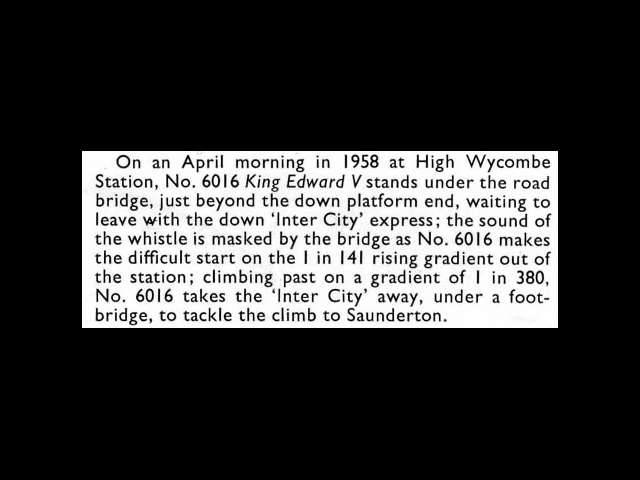 On an April morning in 1958 at High Wycombe
Station, No. 6016 King Edward V stands under the road
bridge, just beyond the down platform end, waiting to
leave with the down 'Inter City' express; the sound of
the whistle is masked by the bridge as No. 6016 makes
the difficult start on the 1 in 141 rising gradient out of
the station; climbing past on a gradient of 1 in 380,
No. 6016 takes the 'Inter City' away, under a foot-
bridge, to tackle the climb to Saunderton.